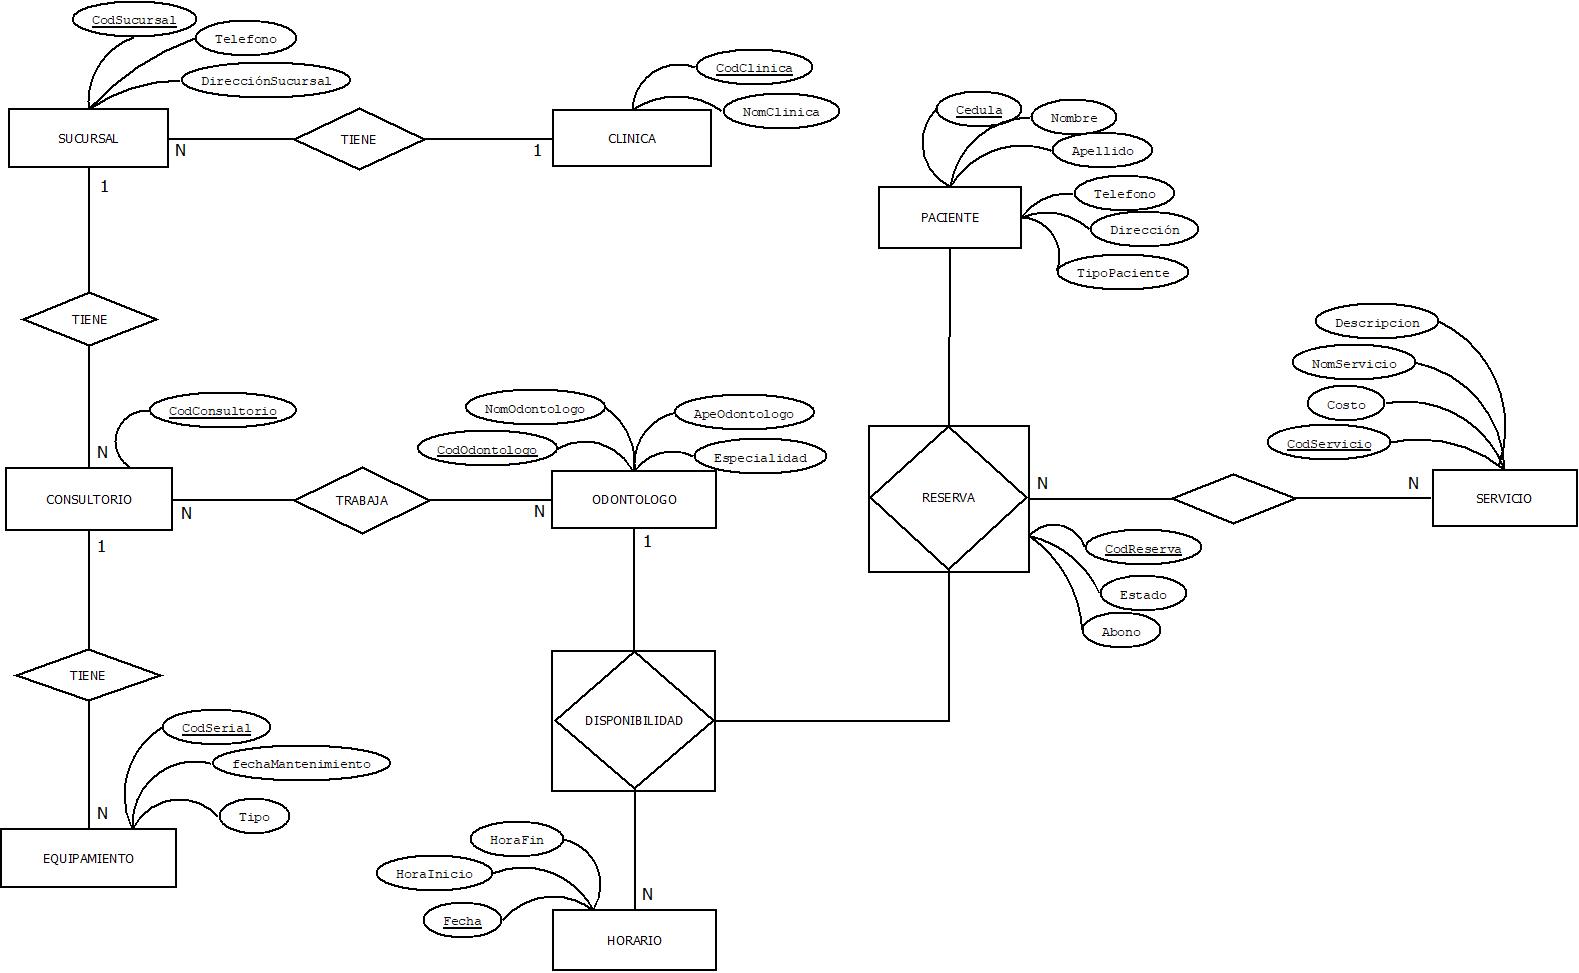 CodSucursal
Telefono
DirecciónSucursal
SUCURSAL
N
TIENE
1
CLINICA
CodClinica
NomClinica
1
TIENE
N
CodConsultorio
CONSULTORIO
N
TRABAJA
N
ODONTOLOGO
NomOdontologo
CodOdontologo
ApeOdontologo
Especialidad
1
TIENE
N
CodSerial
fechaMantenimiento
Tipo
EQUIPAMIENTO
1
DISPONIBILIDAD
N
HoraFin
HoraInicio
Fecha
HORARIO
Cedula
Nombre
Apellido
Telefono
Dirección
TipoPaciente
PACIENTE
RESERVA
N
CodReserva
Estado
Abono
N
SERVICIO
Descripcion
NomServicio
Costo
CodServicio